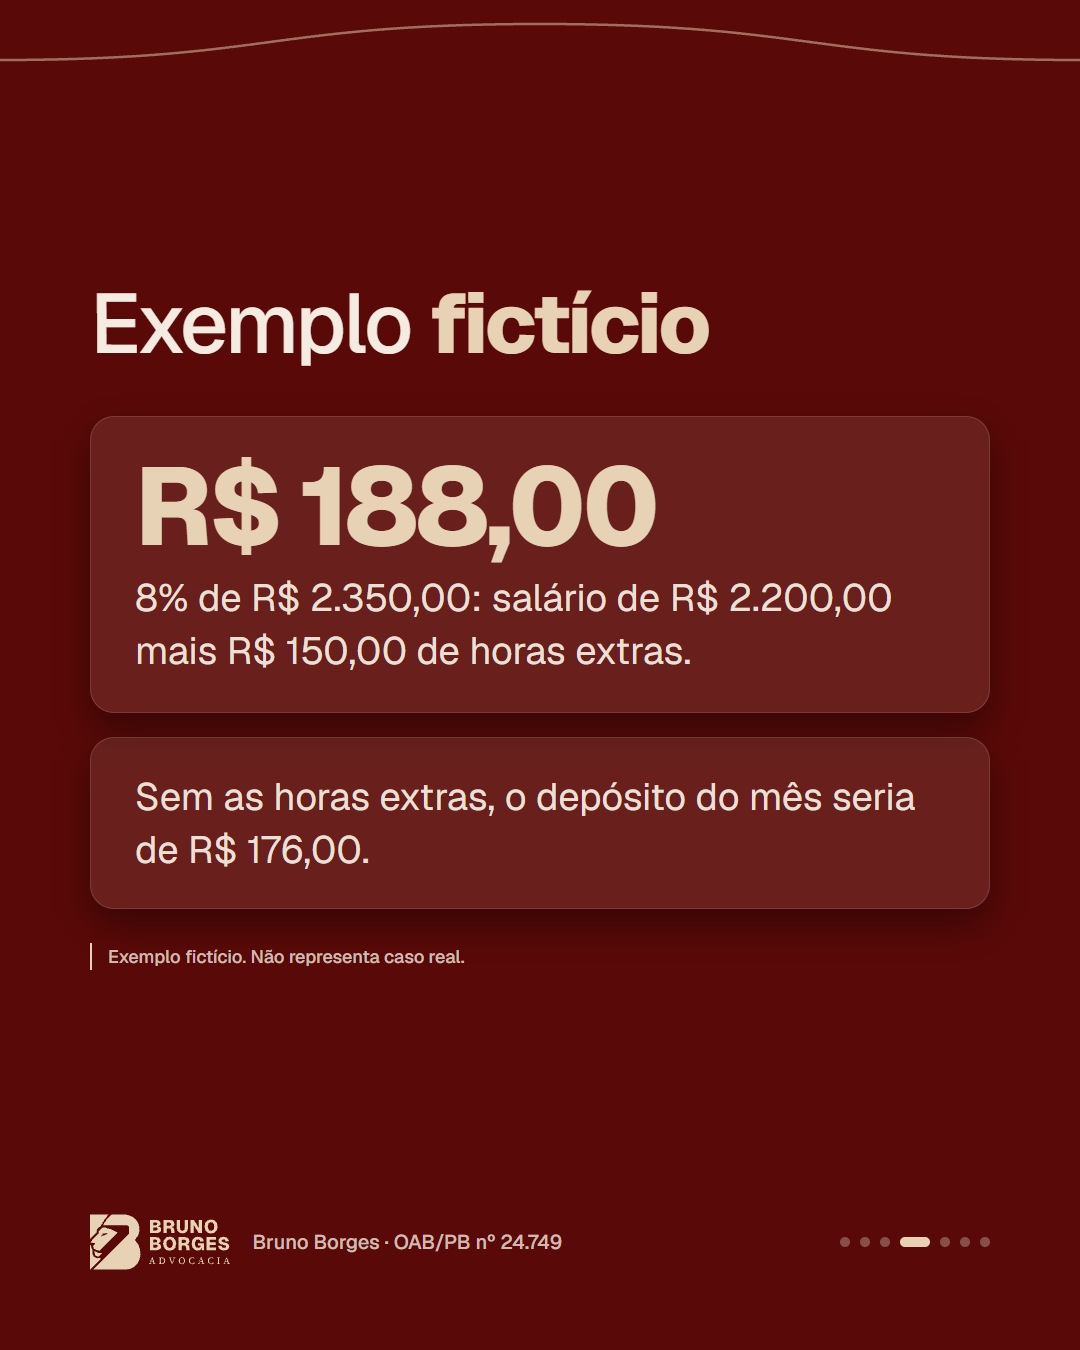 Exemplo fictício
R$ 188,00
8% de R$ 2.350,00: salário de R$ 2.200,00
mais R$ 150,00 de horas extras.
Sem as horas extras, o depósito do mês seria
de R$ 176,00.
Exemplo fictício. Não representa caso real.
BRUNO
BORGES
ADVOCACIA
Bruno Borges · OAB/PB nº 24.749